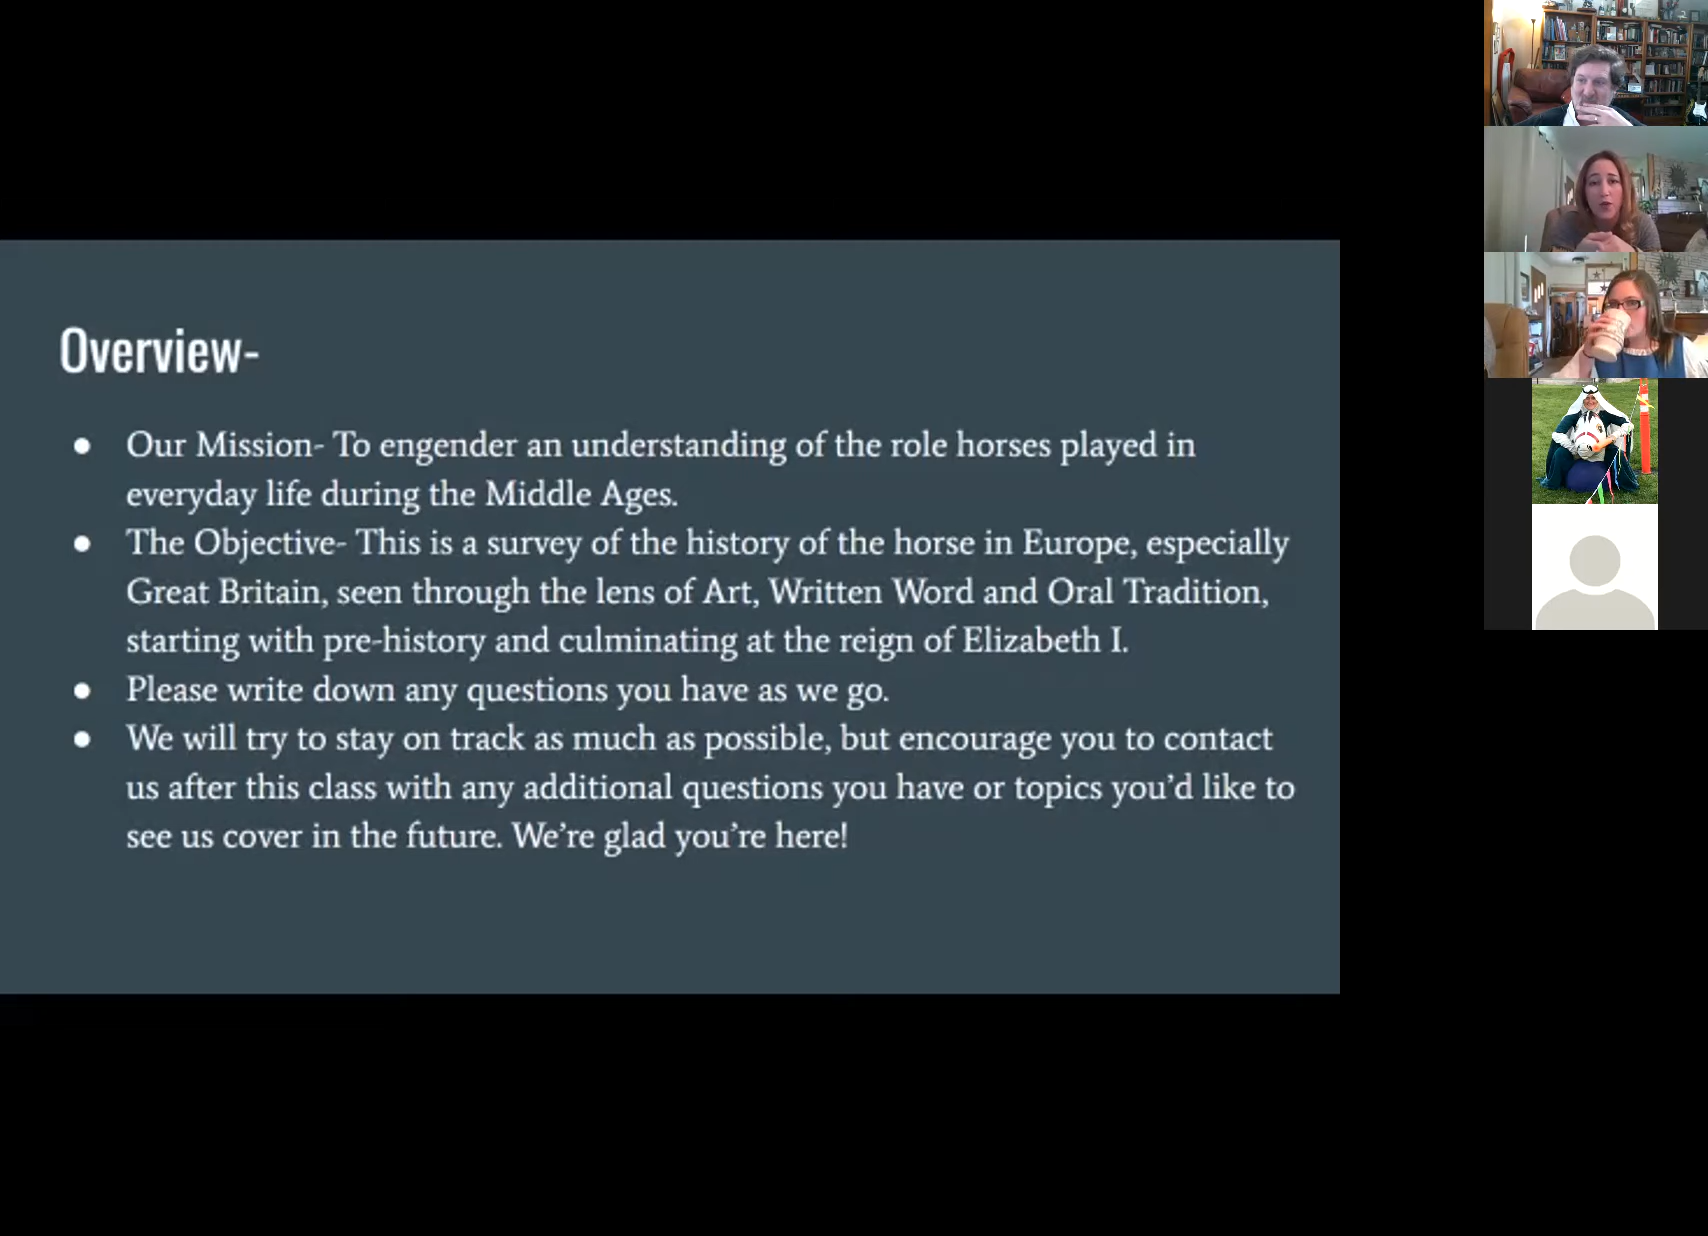 Overview-
● Our Mission- To engender an understanding of the role horses played in
everyday life during the Middle Ages.
● The Objective- This is a survey of the history of the horse in Europe, especially
Great Britain, seen through the lens of Art, Written Word and Oral Tradition,
starting with pre-history and culminating at the reign of Elizabeth I.
● Please write down any questions you have as we go.
● We will try to stay on track as much as possible, but encourage you to contact
us after this class with any additional questions you have or topics you’d like to
see us cover in the future. We’re glad you’re here!